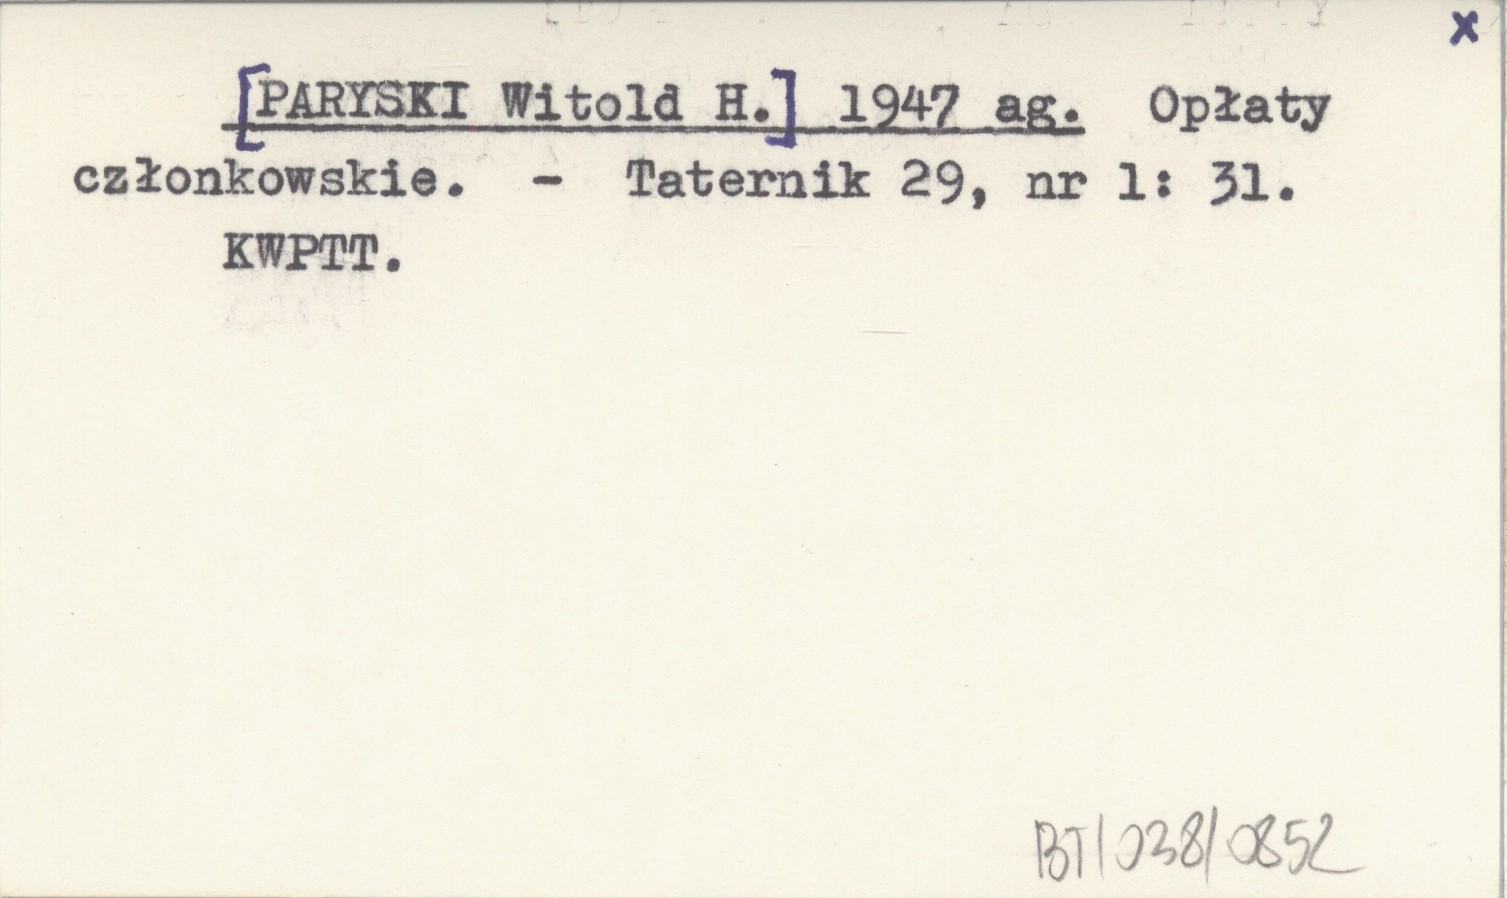 x
[PARYSKI Witold H.] 1947 ag. Opłaty
członkowskie. - Taternik 29, nr 1: 31.
KWPTT.
BT/038/0852